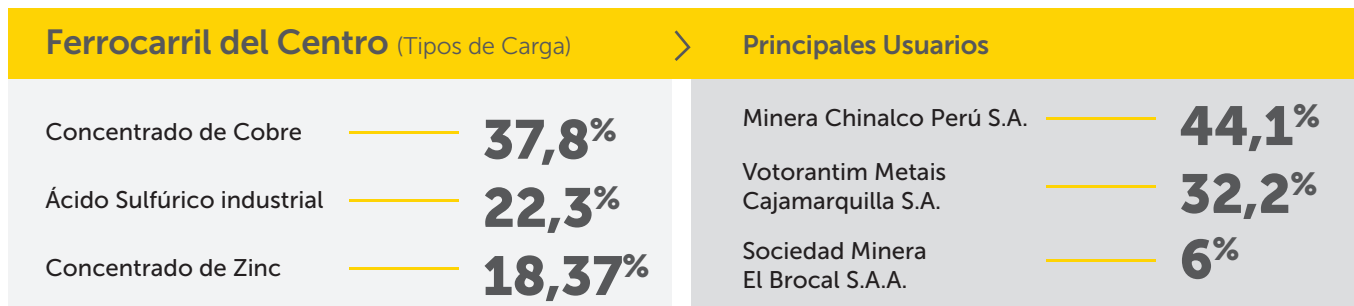 Ferrocarril del Centro (Tipos de Carga)
Concentrado de Cobre 37,8%
Ácido Sulfúrico industrial 22,3%
Concentrado de Zinc 18,37%
Principales Usuarios
Minera Chinalco Perú S.A. 44,1%
Votorantim Metais
Cajamarquilla S.A. 32,2%
Sociedad Minera
El Brocal S.A.A. 6%